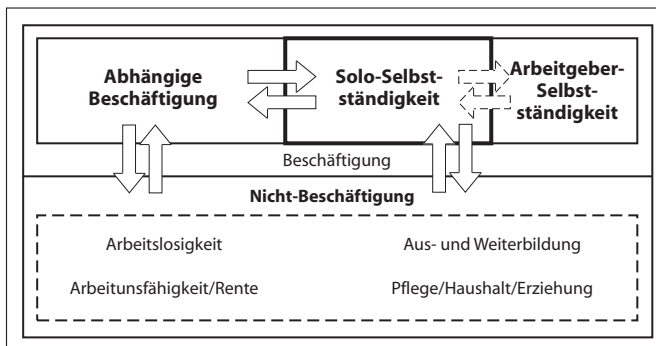 Abhängige
Beschäftigung
Solo-Selbst-
ständigkeit
Arbeitgeber-
Selbst-
ständigkeit
Beschäftigung
Nicht-Beschäftigung
Arbeitslosigkeit
Aus- und Weiterbildung
Arbeitunsfähigkeit/Rente
Pflege/Haushalt/Erziehung